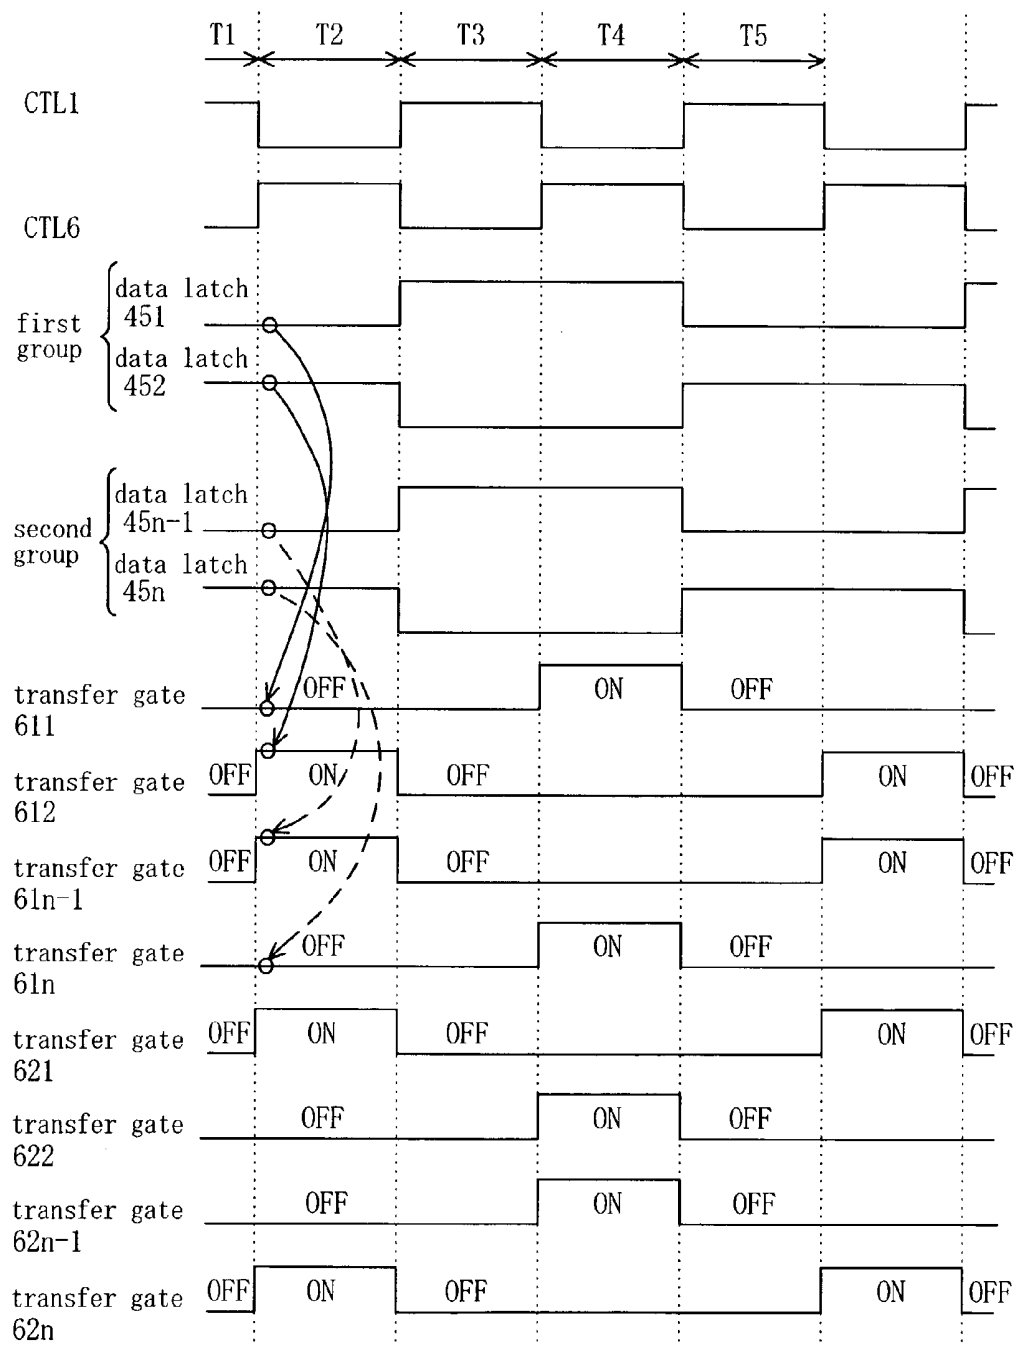 T1 T2 T3 T4 T5
CTL1
CTL6
first
group
data latch
451
data latch
452
second
group
data latch
45n-1
data latch
45n
transfer gate
611
OFF ON OFF
transfer gate
612
OFF ON OFF ON OFF
transfer gate
61n-1
OFF ON OFF ON OFF
transfer gate
61n
OFF ON OFF
transfer gate
621
OFF ON OFF ON OFF
transfer gate
622
OFF ON OFF
transfer gate
62n-1
OFF ON OFF
transfer gate
62n
OFF ON OFF ON OFF